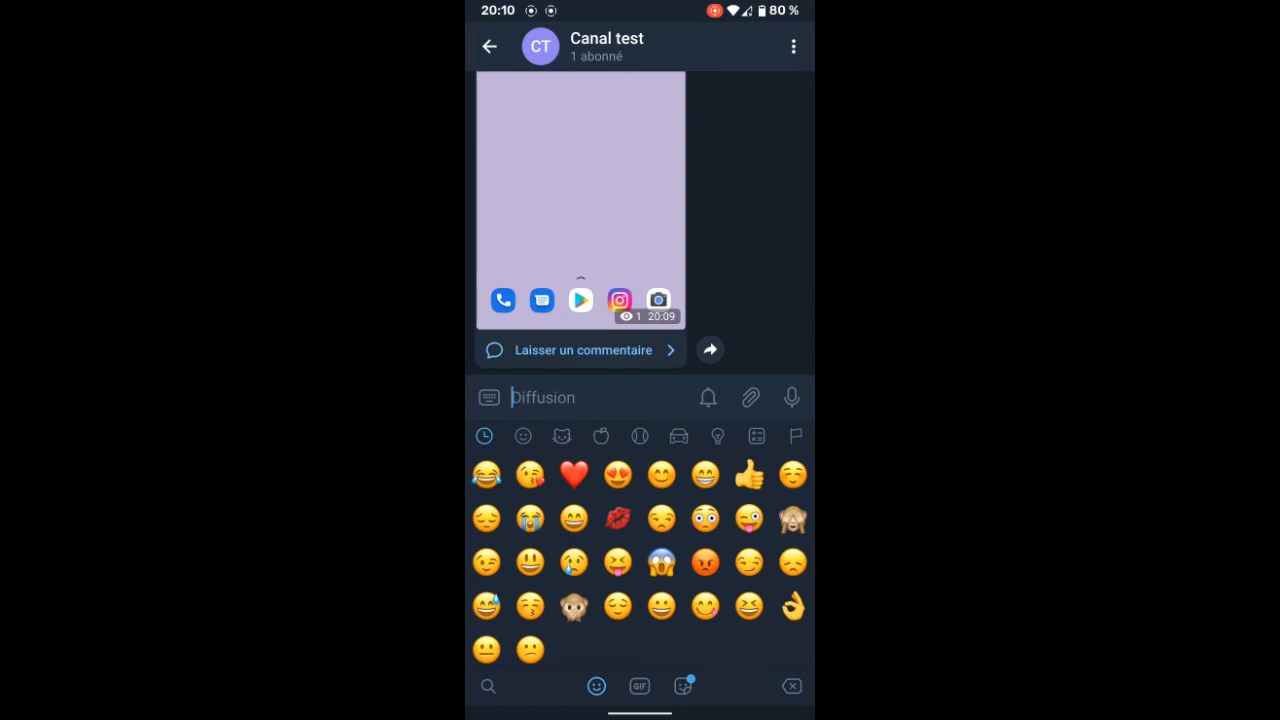 20:10
80 %
CT
Canal test
1 abonné
1 20:09
Laisser un commentaire
Diffusion
GIF